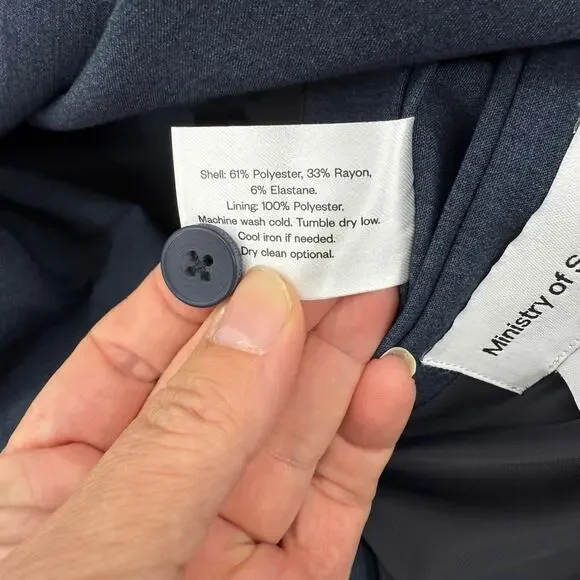 Shell: 61% Polyester, 33% Rayon,
6% Elastane.
Lining: 100% Polyester.
Machine wash cold. Tumble dry low.
Cool iron if needed.
Dry clean optional.
Ministry of S